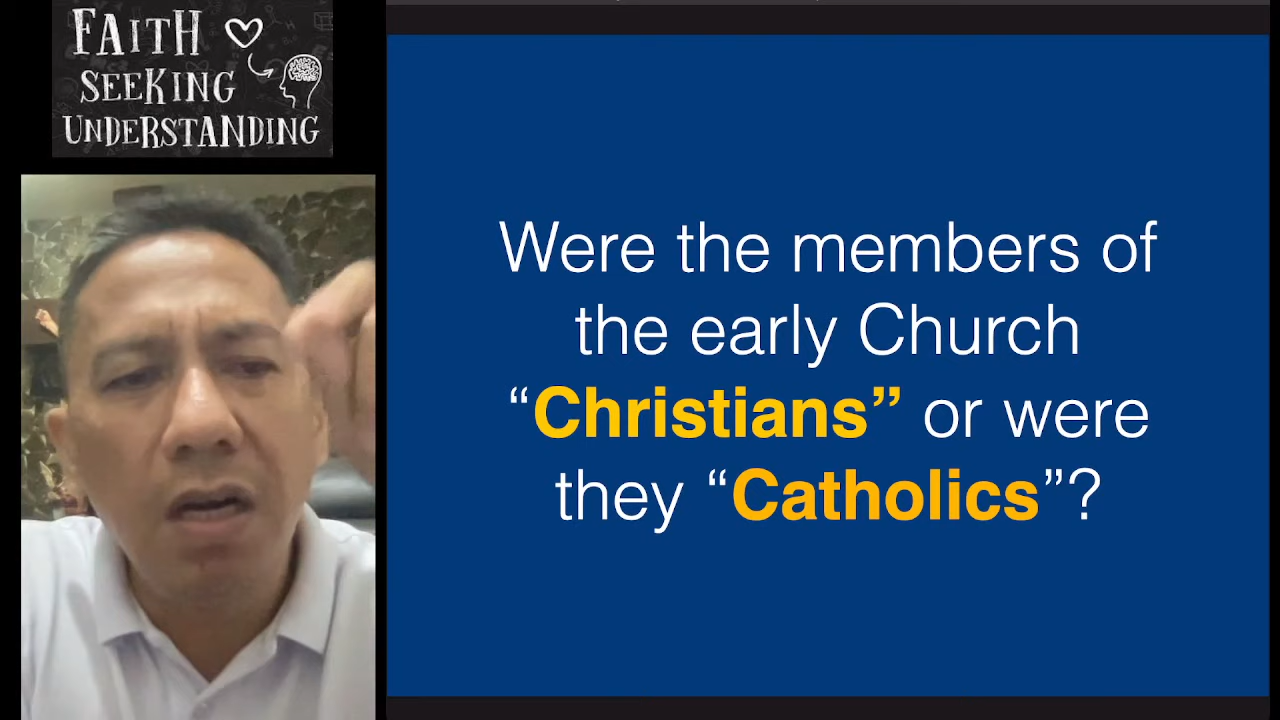 FAITH
SEEKING
UNDERSTANDING
Were the members of
the early Church
“Christians” or were
they “Catholics”?